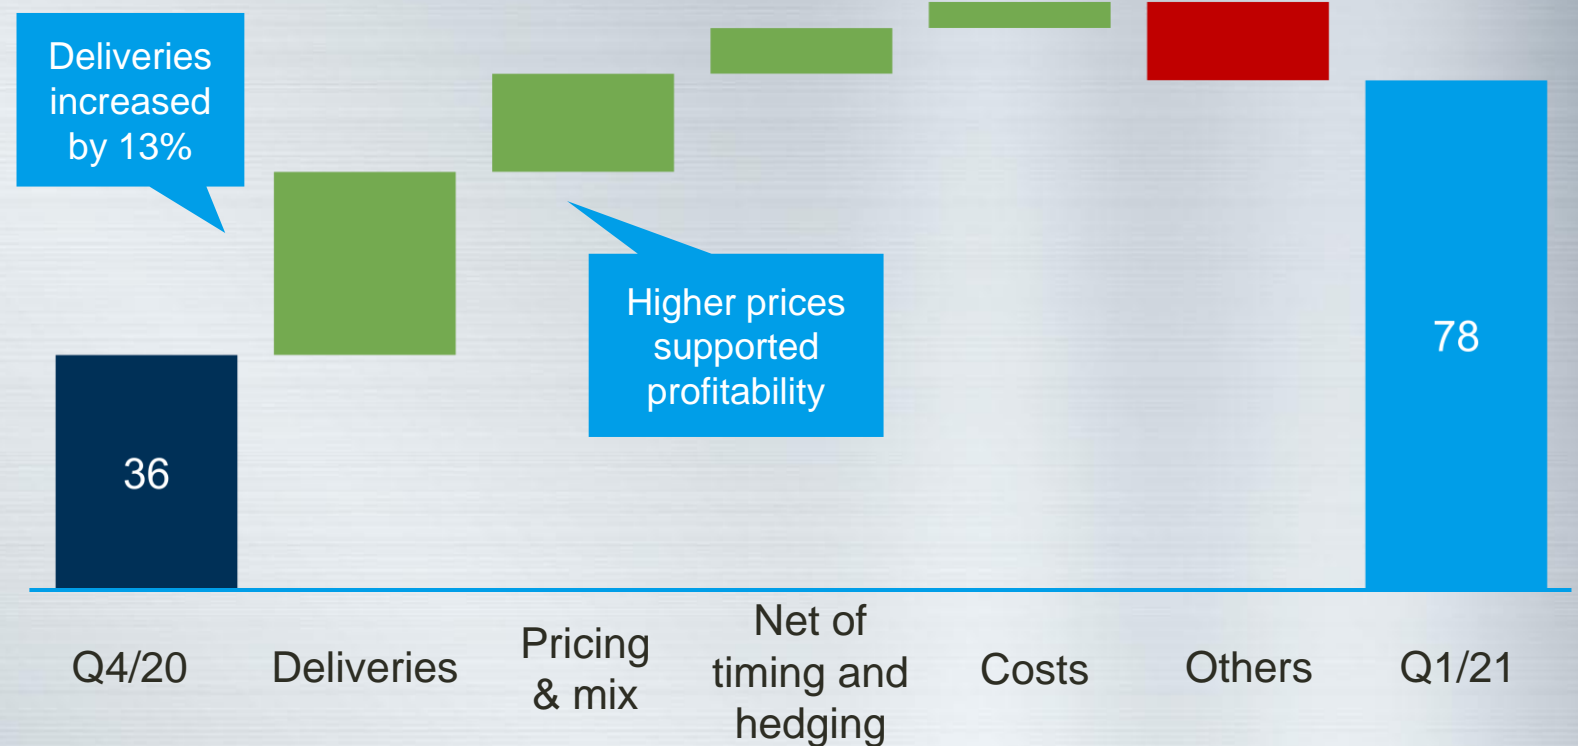 Deliveries
increased
by 13%
Higher prices
supported
profitability
36
78
Q4/20
Deliveries
Pricing
& mix
Net of
timing and
hedging
Costs
Others
Q1/21